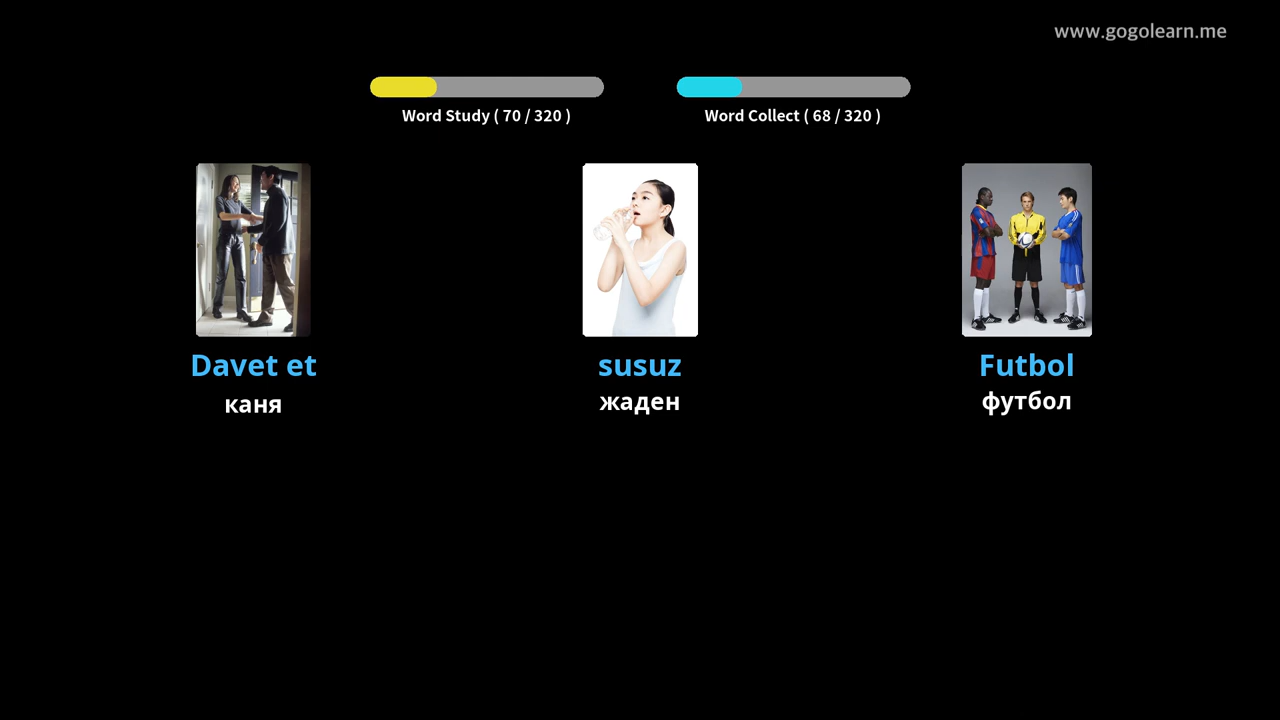 www.gogolearn.me
Word Study ( 70 / 320 )
Word Collect ( 68 / 320 )
Davet et
каня
susuz
жаден
Futbol
футбол